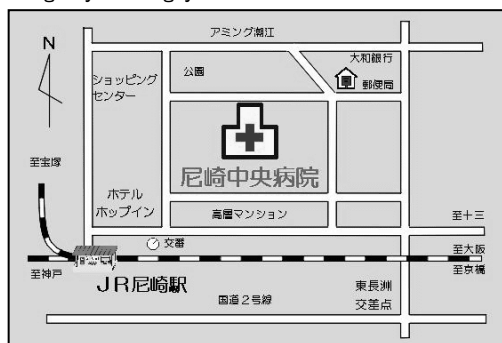 アミング潮江
N
大和銀行
公園
郵便局
ショッピング
センター
尼崎中央病院
至宝塚
ホテル
ホップイン
高層マンション
至十三
交番
至大阪
至神戸
至京橋
JR尼崎駅
東長洲
国道2号線
交差点